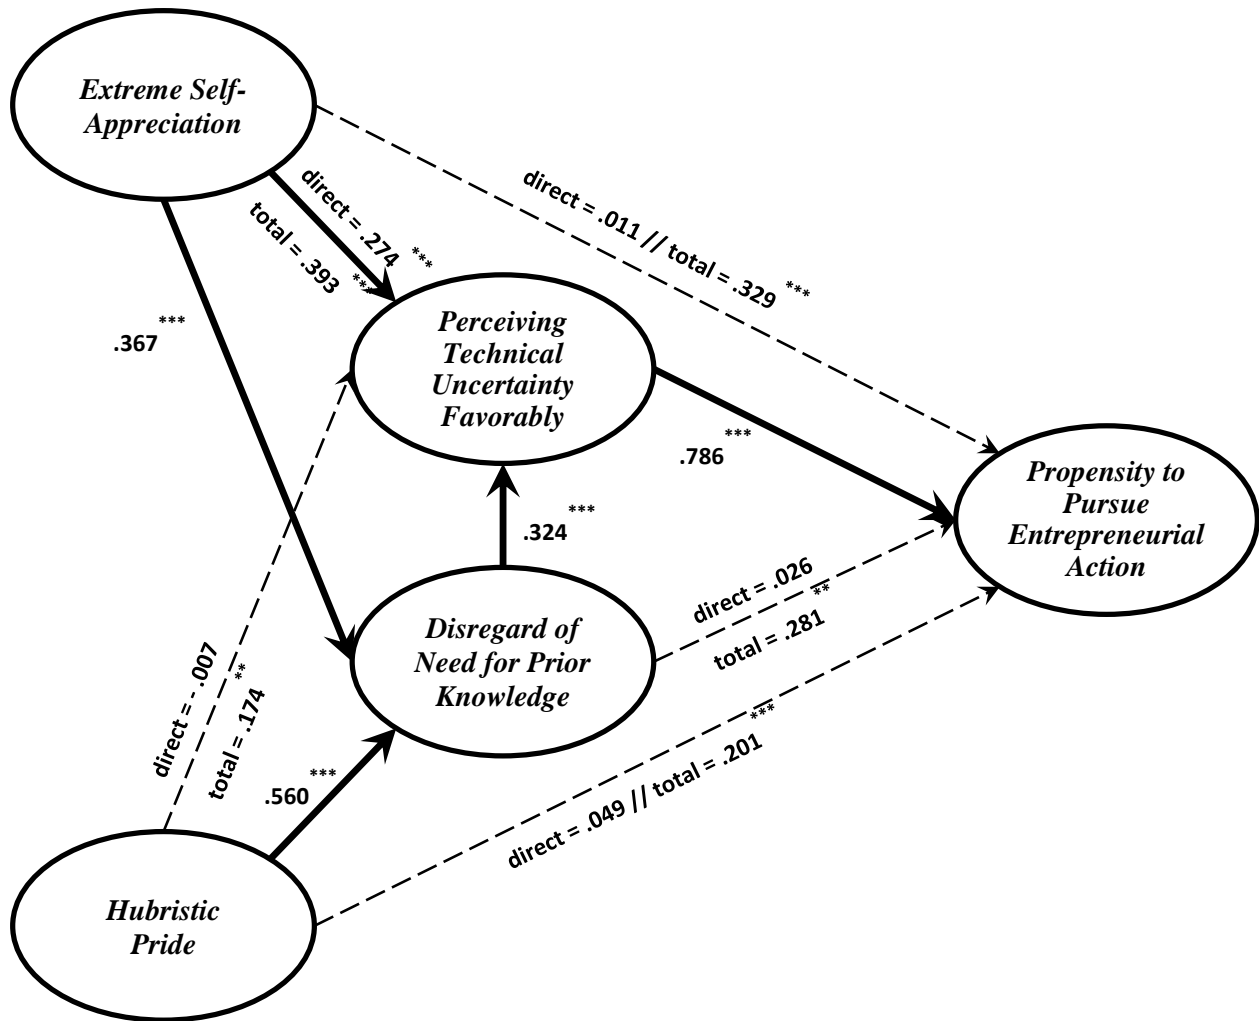 Extreme Self-
Appreciation
direct = .011 // total = .329 ***
direct = .274 ***
total = .393 ***
.367***
Perceiving
Technical
Uncertainty
Favorably
.786***
Propensity to
Pursue
Entrepreneurial
Action
.324***
direct = .026
total = .281**
Disregard of
Need for Prior
Knowledge
direct = - .007
total = .174**
.560***
direct = .049 // total = .201***
Hubristic
Pride